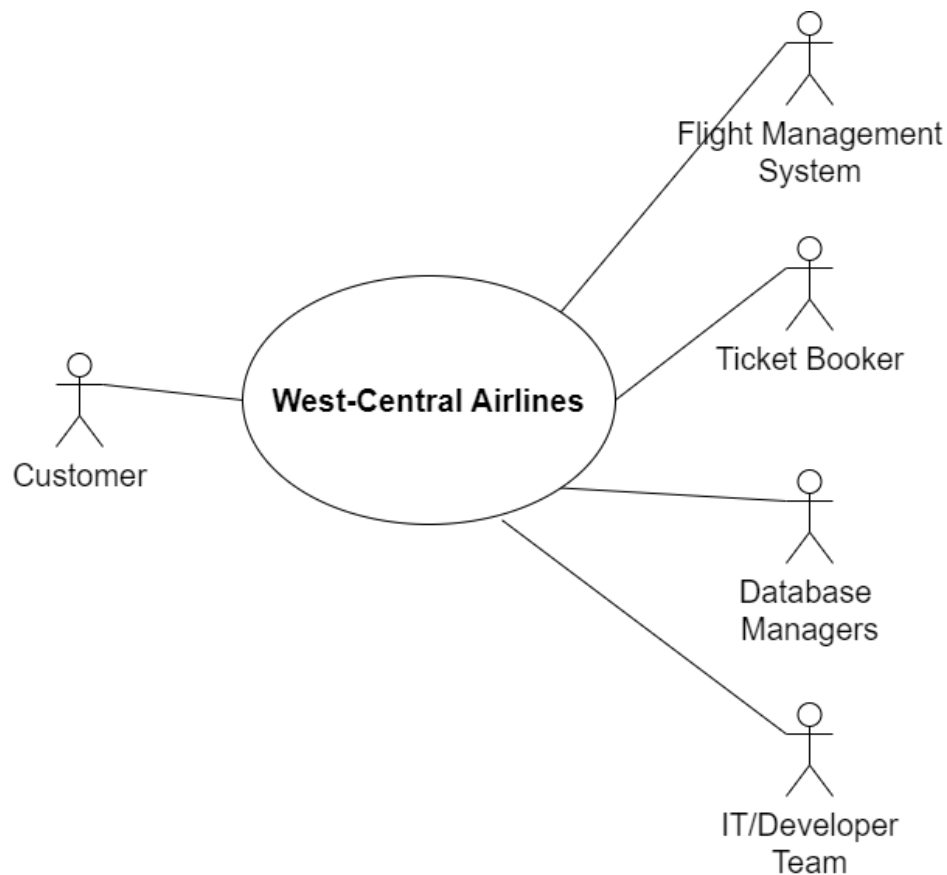 Flight Management
System
Ticket Booker
West-Central Airlines
Customer
Database
Managers
IT/Developer
Team